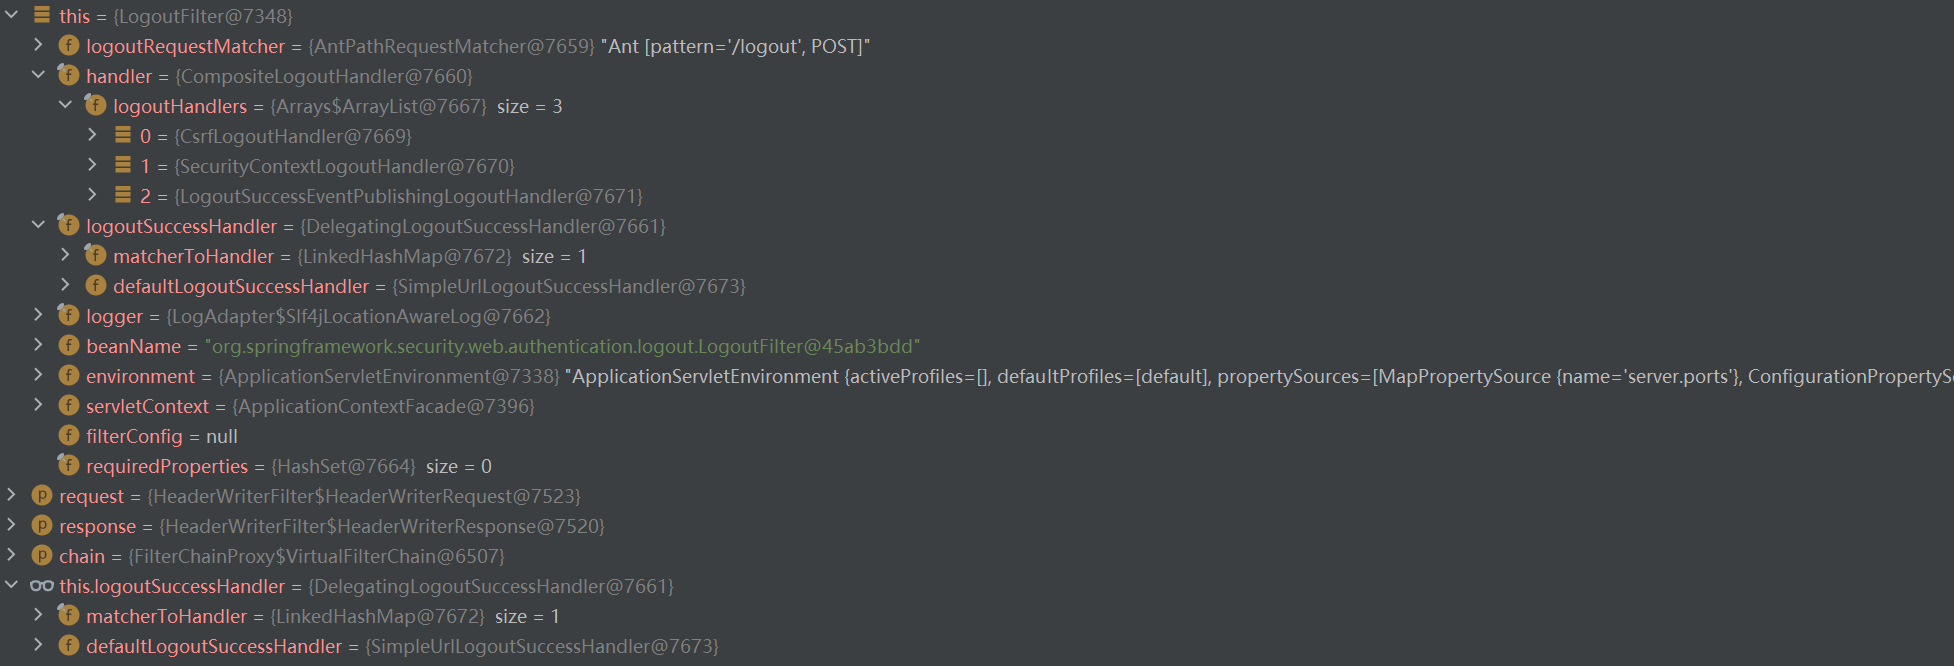 this = {LogoutFilter@7348}
f logoutRequestMatcher = {AntPathRequestMatcher@7659} "Ant [pattern='/logout', POST]"
f handler = {CompositeLogoutHandler@7660}
f logoutHandlers = {Arrays$ArrayList@7667} size = 3
0 = {CsrfLogoutHandler@7669}
1 = {SecurityContextLogoutHandler@7670}
2 = {LogoutSuccessEventPublishingLogoutHandler@7671}
f logoutSuccessHandler = {DelegatingLogoutSuccessHandler@7661}
f matcherToHandler = {LinkedHashMap@7672} size = 1
f defaultLogoutSuccessHandler = {SimpleUrlLogoutSuccessHandler@7673}
f logger = {LogAdapter$Slf4jLocationAwareLog@7662}
f beanName = "org.springframework.security.web.authentication.logout.LogoutFilter@45ab3bdd"
f environment = {ApplicationServletEnvironment@7338} "ApplicationServletEnvironment {activeProfiles=[], defaultProfiles=[default], propertySources=[MapPropertySource {name='server.ports'}, ConfigurationPropertyS
f servletContext = {ApplicationContextFacade@7396}
f filterConfig = null
f requiredProperties = {HashSet@7664} size = 0
p request = {HeaderWriterFilter$HeaderWriterRequest@7523}
p response = {HeaderWriterFilter$HeaderWriterResponse@7520}
p chain = {FilterChainProxy$VirtualFilterChain@6507}
this.logoutSuccessHandler = {DelegatingLogoutSuccessHandler@7661}
f matcherToHandler = {LinkedHashMap@7672} size = 1
f defaultLogoutSuccessHandler = {SimpleUrlLogoutSuccessHandler@7673}